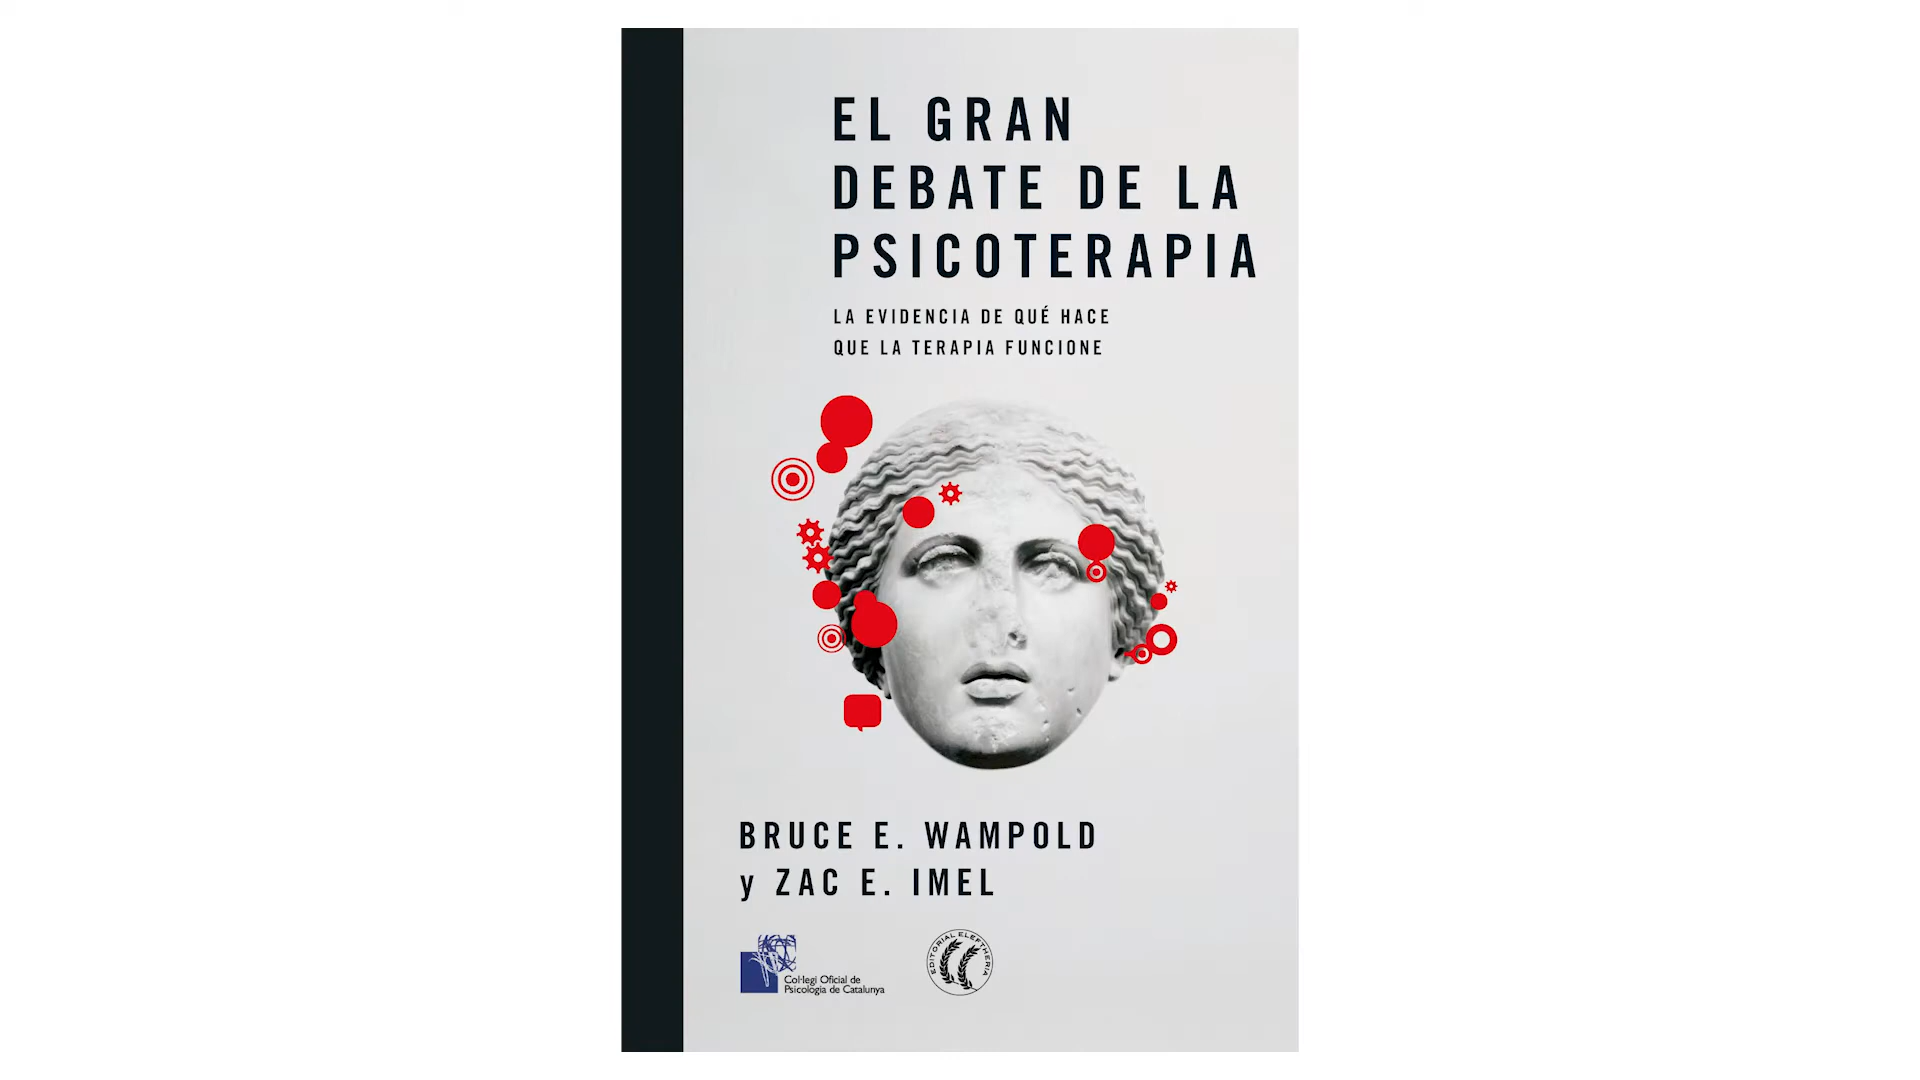 EL GRAN
DEBATE DE LA
PSICOTERAPIA
LA EVIDENCIA DE QUÉ HACE
QUE LA TERAPIA FUNCIONE
BRUCE E. WAMPOLD
y ZAC E. IMEL
Col·legi Oficial de
Psicologia de Catalunya
EDITORIAL ELEFTHERIA